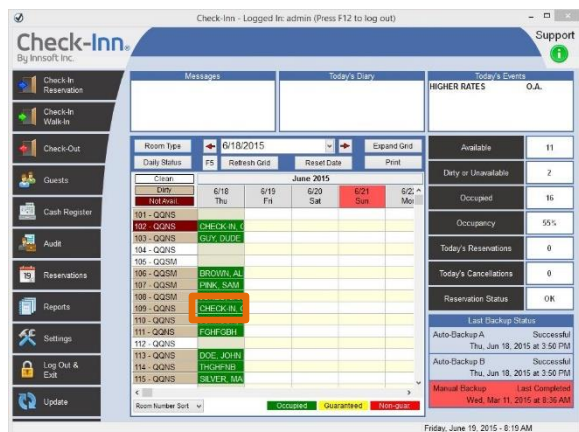 Check-Inn - Logged In: admin (Press F12 to log out)
Check-Inn®
By Innsoft Inc.
Support
Check-In
Reservation
Check-In
Walk-In
Check-Out
Guests
Cash Register
Audit
Reservations
Reports
Settings
Log Out &
Exit
Update
Messages
Today's Diary
Today's Events
HIGHER RATES O.A.
Room Type
6/18/2015
Expand Grid
Daily Status
F5
Refresh Grid
Reset Date
Print
Clean
Dirty
Not Avail.
June 2015
6/18 6/19 6/20 6/21 6/22
Thu Fri Sat Sun Mo
101 - QQNS
102 - QQNS CHECK-IN, C
103 - QQNS GUY, DUDE
104 - QQNS
105 - QQSM
106 - QQSM BROWN, AL
107 - QQSM PINK, SAM
108 - QQSM
109 - QQNS CHECK-IN, C
110 - QQNS
111 - QQNS FGHFGBH
112 - QQNS
113 - QQNS DOE, JOHN
114 - QQNS THGHFNB
115 - QQNS SILVER, MA
Room Number Sort
Occupied Guaranteed Non-guar.
Available 11
Dirty or Unavailable 2
Occupied 16
Occupancy 55%
Today's Reservations 0
Today's Cancellations 0
Reservation Status OK
Last Backup Status
Auto-Backup A Successful
Thu, Jun 18, 2015 at 3:50 PM
Auto-Backup B Successful
Thu, Jun 18, 2015 at 3:50 PM
Manual Backup Last Completed
Wed, Mar 11, 2015 at 8:36 AM
Friday, June 19, 2015 - 8:19 AM